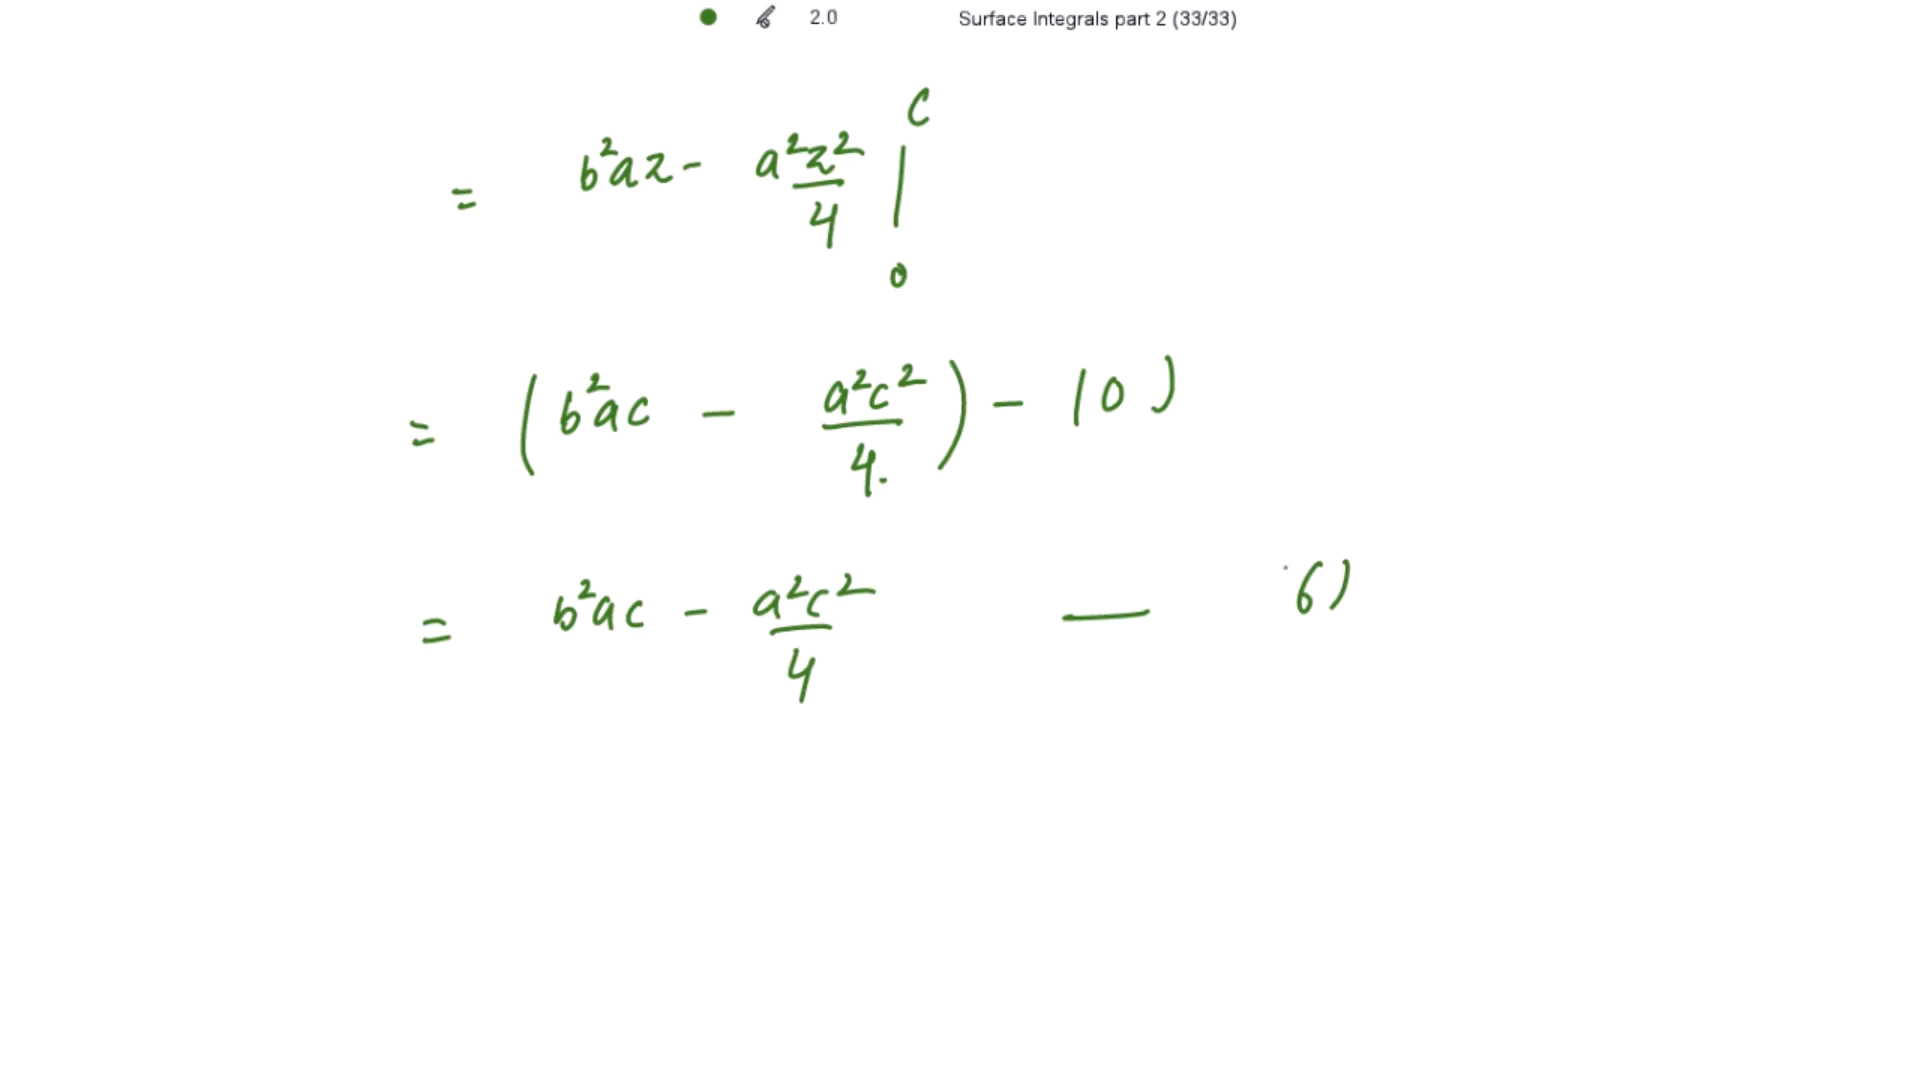 2.0 Surface Integrals part 2 (33/33)
= b²az - a²z²/4 |₀ᶜ
= (b²ac - a²c²/4.) - (0)
= b²ac - a²c²/4 — 6)